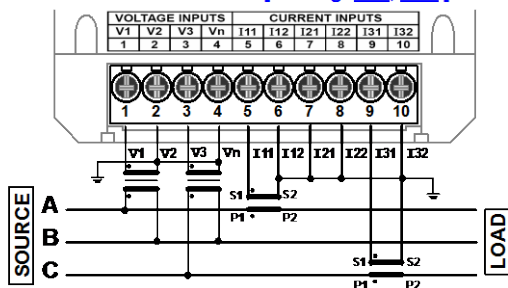 VOLTAGE INPUTS CURRENT INPUTS
V1 V2 V3 Vn I11 I12 I21 I22 I31 I32
1 2 3 4 5 6 7 8 9 10
1 2 3 4 5 6 7 8 9 10
V1 V2 V3 Vn I11 I12 I21 I22 I31 I32
S1 S2
SOURCE
A
P1 P2
B
LOAD
S1 S2
C
P1 P2